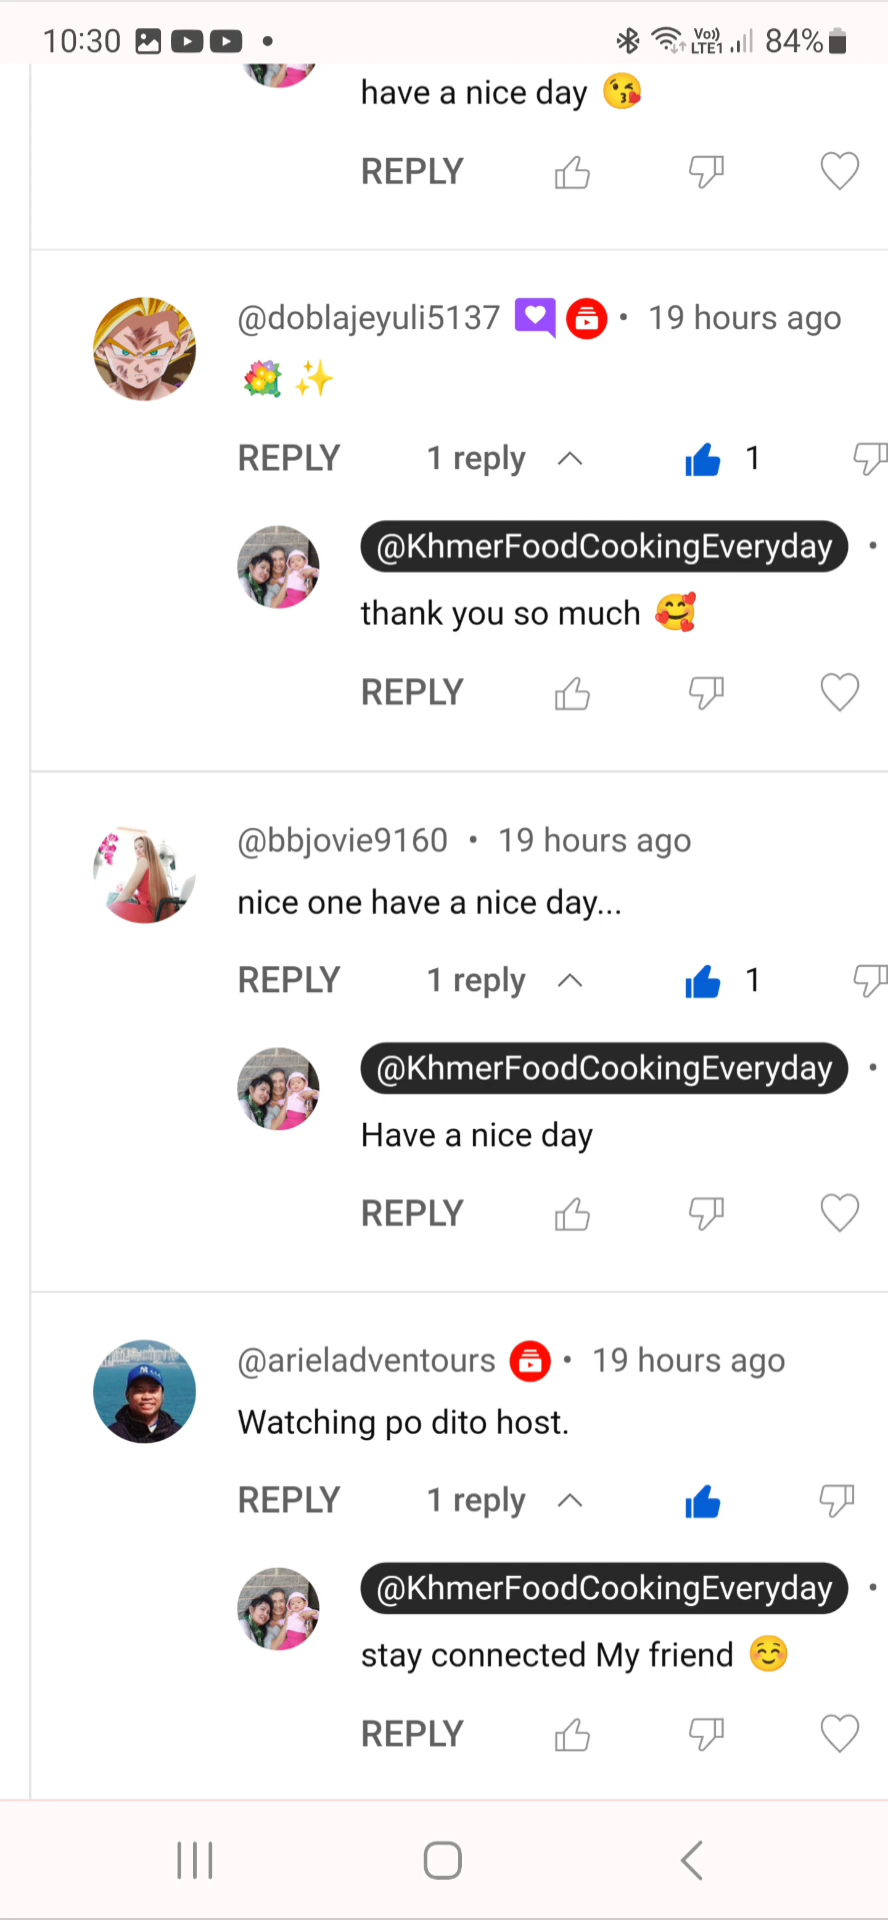 10:30
Vo)) LTE1 84%
have a nice day 😘
REPLY
@doblajeyuli5137 • 19 hours ago
💐✨
REPLY 1 reply 1
@KhmerFoodCookingEveryday •
thank you so much 🥰
REPLY
@bbjovie9160 • 19 hours ago
nice one have a nice day...
REPLY 1 reply 1
@KhmerFoodCookingEveryday •
Have a nice day
REPLY
@arieladventours • 19 hours ago
Watching po dito host.
REPLY 1 reply
@KhmerFoodCookingEveryday •
stay connected My friend ☺️
REPLY